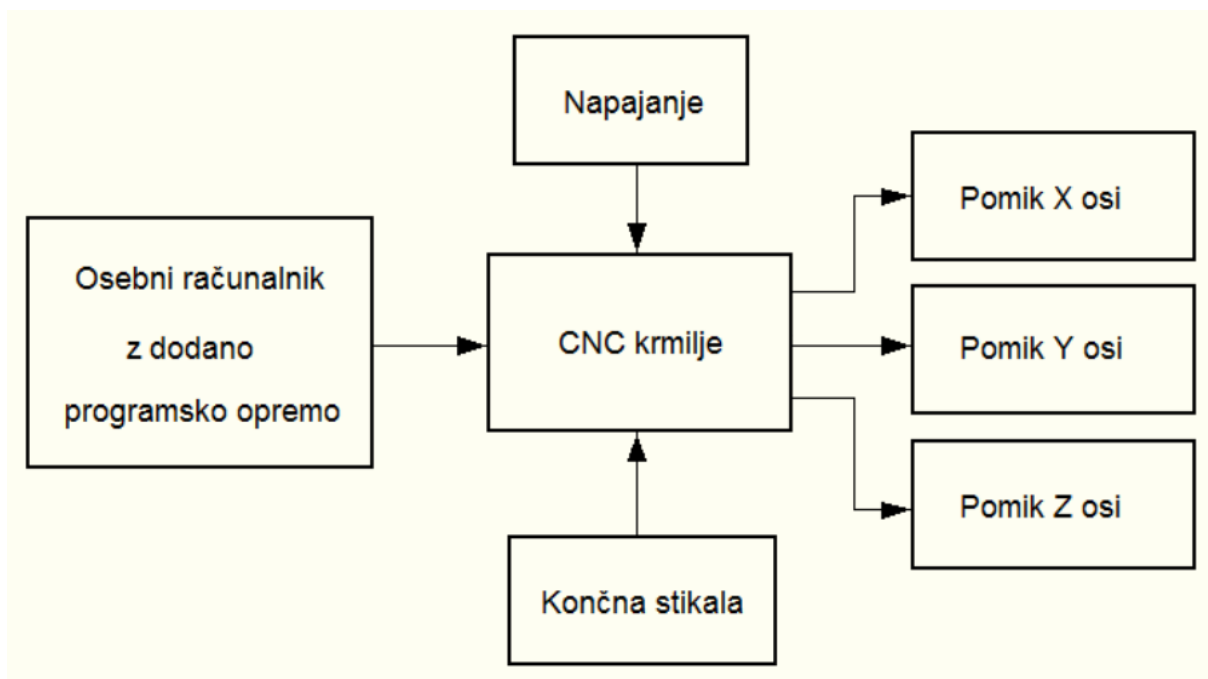 Napajanje
Osebni računalnik
z dodano
programsko opremo
CNC krmilje
Pomik X osi
Pomik Y osi
Pomik Z osi
Končna stikala